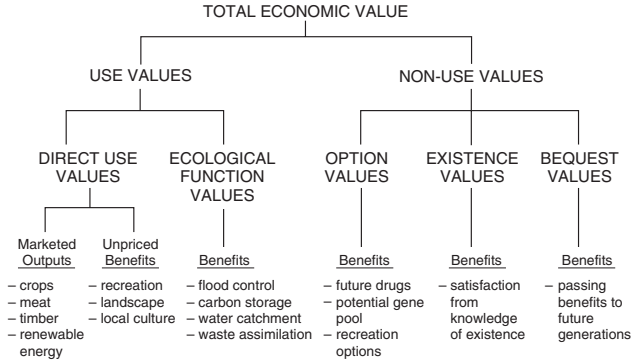 TOTAL ECONOMIC VALUE
USE VALUES
NON-USE VALUES
DIRECT USE
VALUES
ECOLOGICAL
FUNCTION
VALUES
OPTION
VALUES
EXISTENCE
VALUES
BEQUEST
VALUES
Marketed
Outputs
– crops
– meat
– timber
– renewable
energy
Unpriced
Benefits
– recreation
– landscape
– local culture
Benefits
– flood control
– carbon storage
– water catchment
– waste assimilation
Benefits
– future drugs
– potential gene
pool
– recreation
options
Benefits
– satisfaction
from
knowledge
of existence
Benefits
– passing
benefits to
future
generations